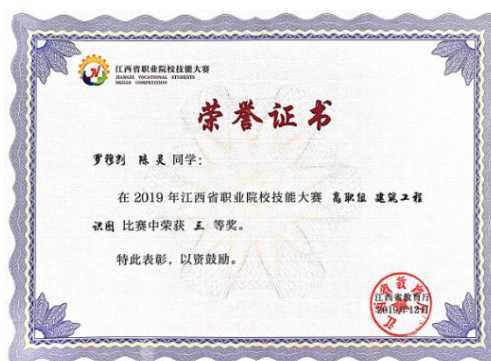 江西省职业院校技能大赛
JIANGXI VOCATIONAL STUDENTS
SKILLS COMPETITION
荣誉证书
陈灵 同学：
在 2019 年江西省职业院校技能大赛 高职组 建筑工程
识图 比赛中荣获 三 等奖。
特此表彰，以资鼓励。
江西省教育厅
2019年12月